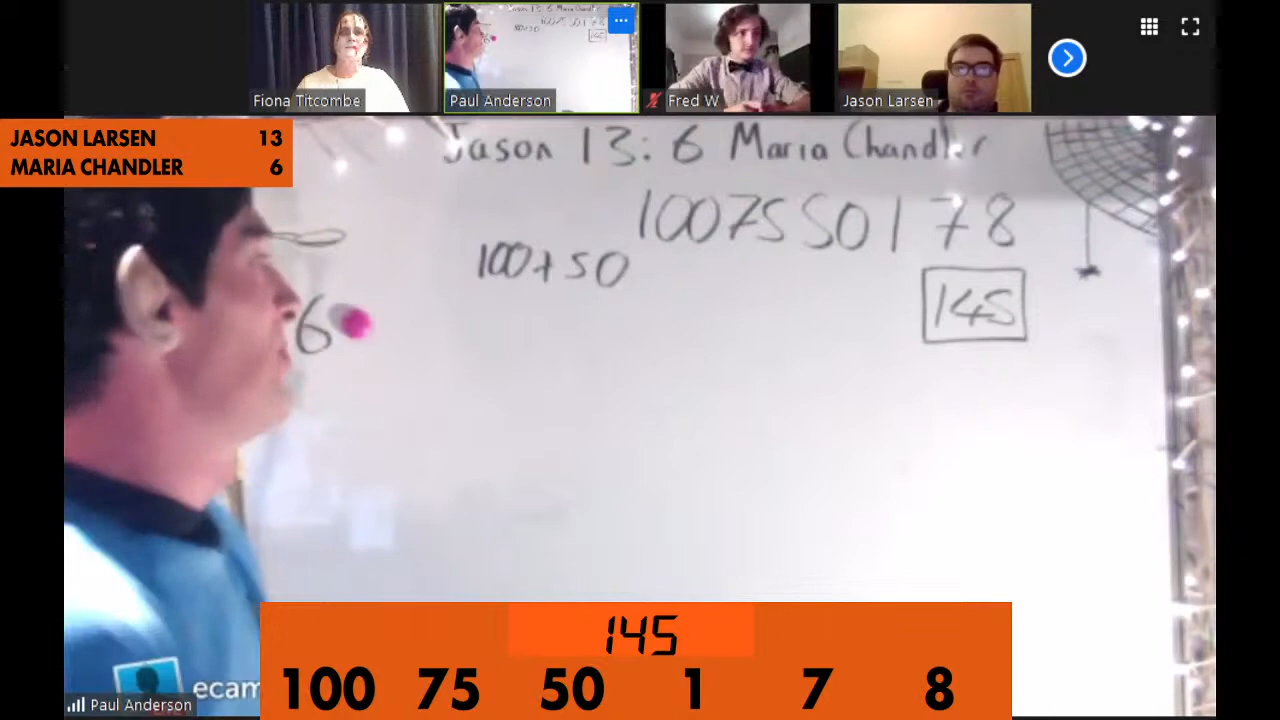 Fiona Titcombe
Paul Anderson
Fred W
Jason Larsen
JASON LARSEN 13
MARIA CHANDLER 6
Jason 13:6 Maria Chandler
100 75 50 1 7 8
100+50
145
6
145
100 75 50 1 7 8
ecam
Paul Anderson